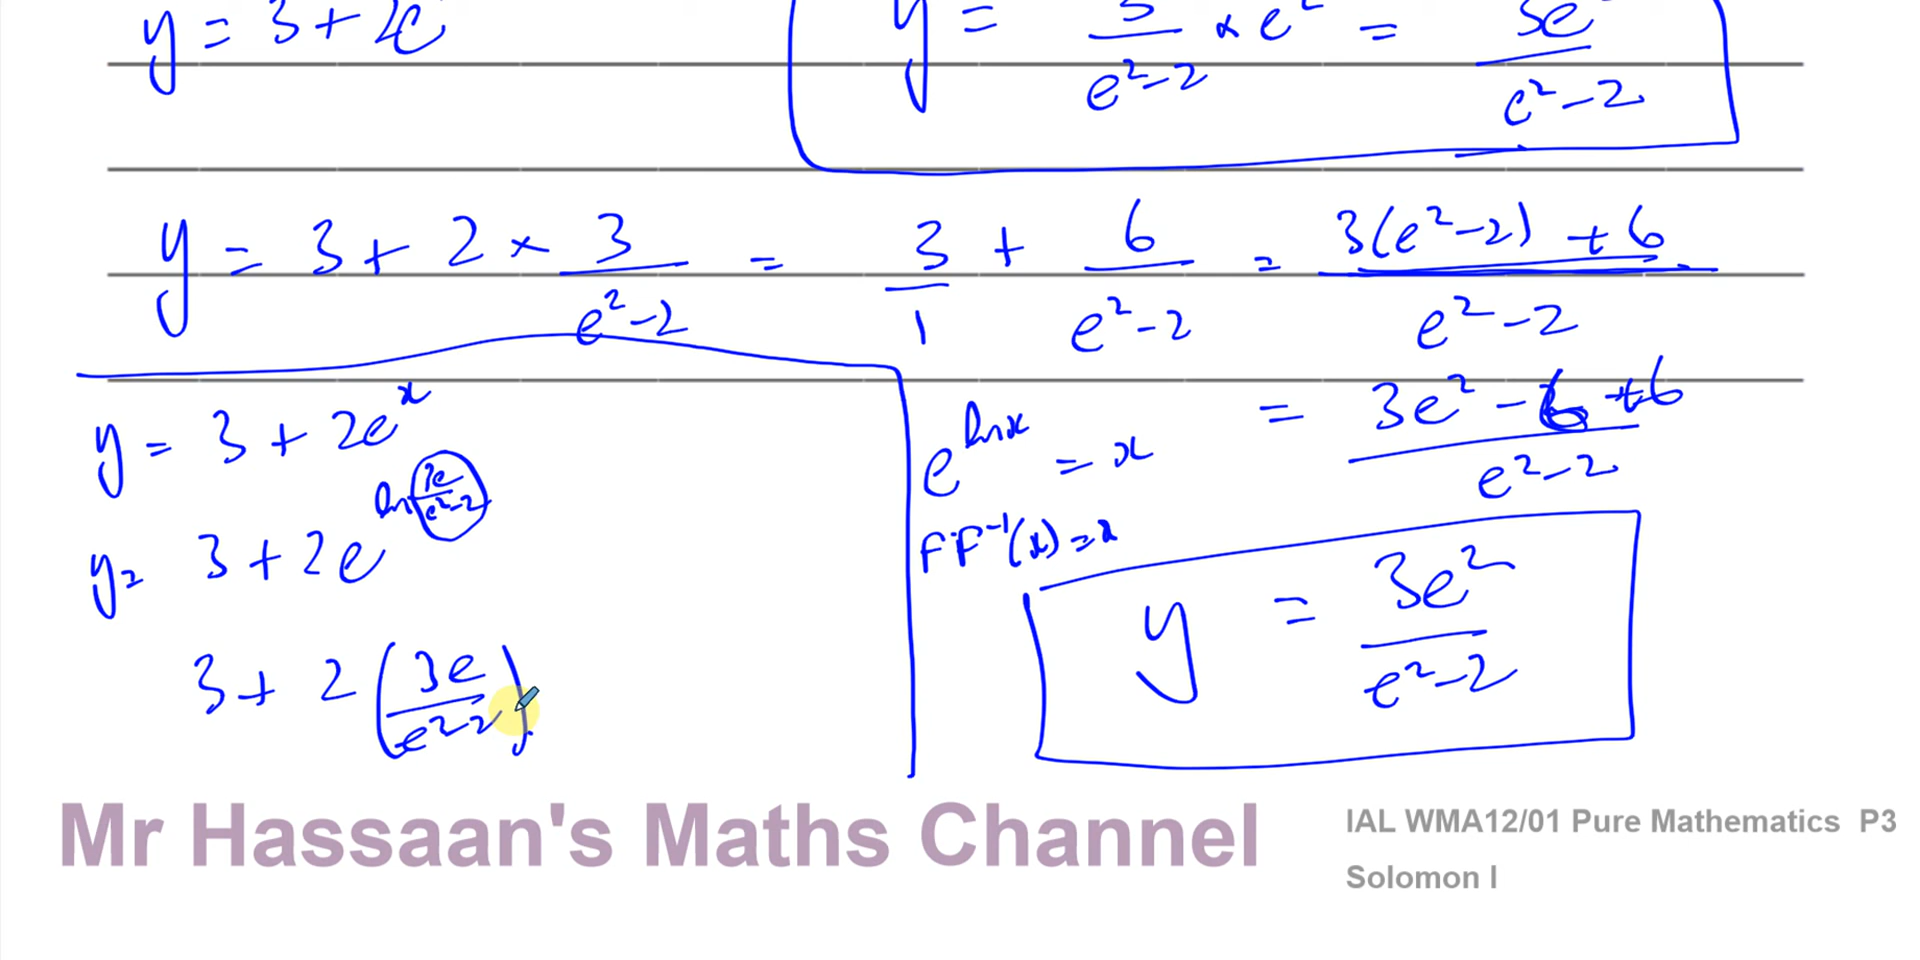 y = 3 + 2e
y = 3/(e²-2) × e² = 3e/(e²-2)
y = 3 + 2 × 3/(e²-2) = 3/1 + 6/(e²-2) = (3(e²-2) + 6)/(e²-2)
= (3e² - 6 + 6)/(e²-2)
y = 3e²/(e²-2)
e^(ln x) = x
FF⁻¹(x) = x
y = 3 + 2e^x
y = 3 + 2e^(ln 3e/(e²-2))
3 + 2(3e/(e²-2))
Mr Hassaan's Maths Channel
IAL WMA12/01 Pure Mathematics P3
Solomon I